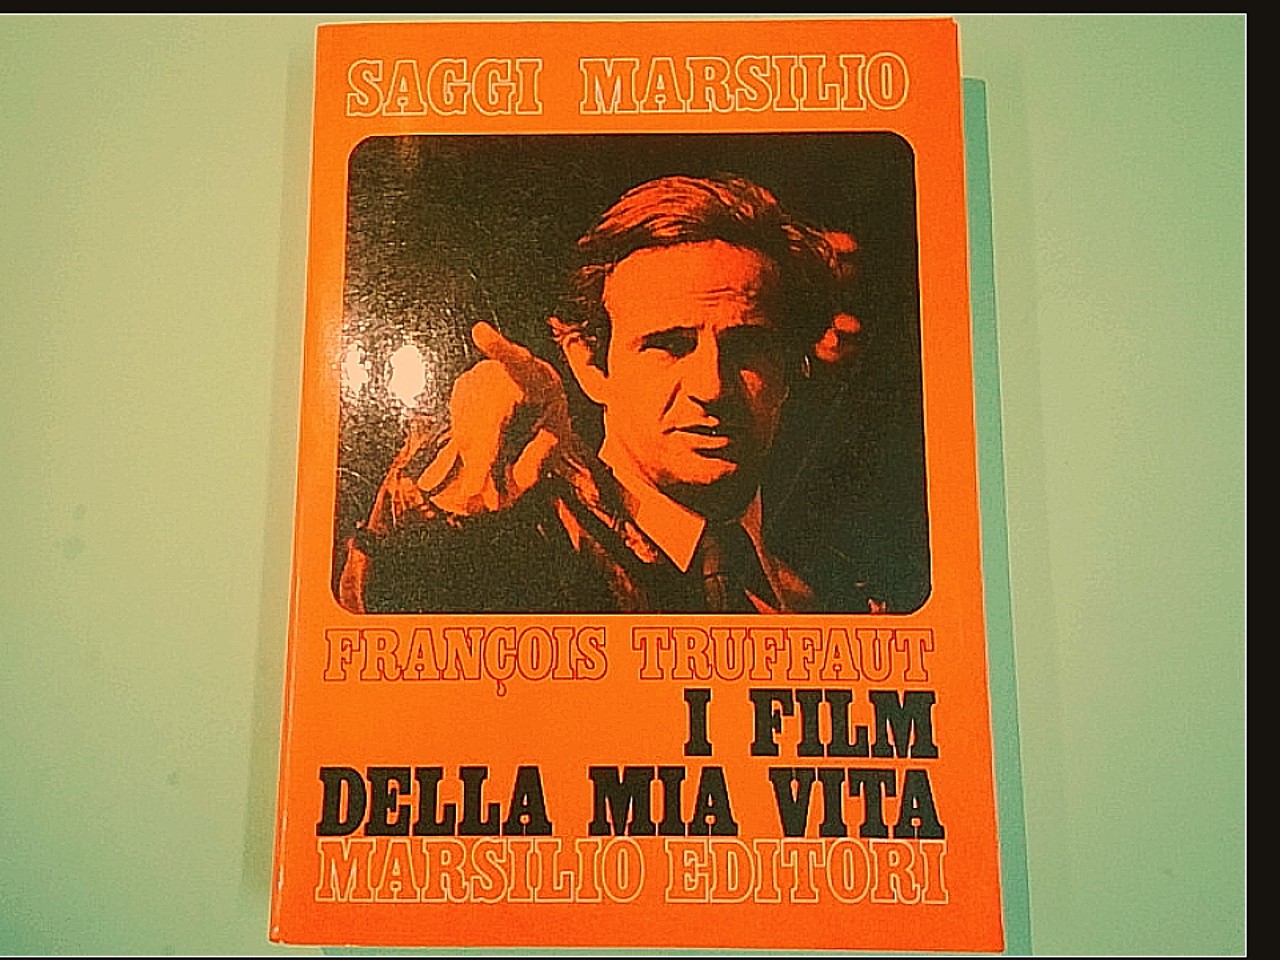 SAGGI MARSILIO
FRANÇOIS TRUFFAUT
I FILM
DELLA MIA VITA
MARSILIO EDITORI